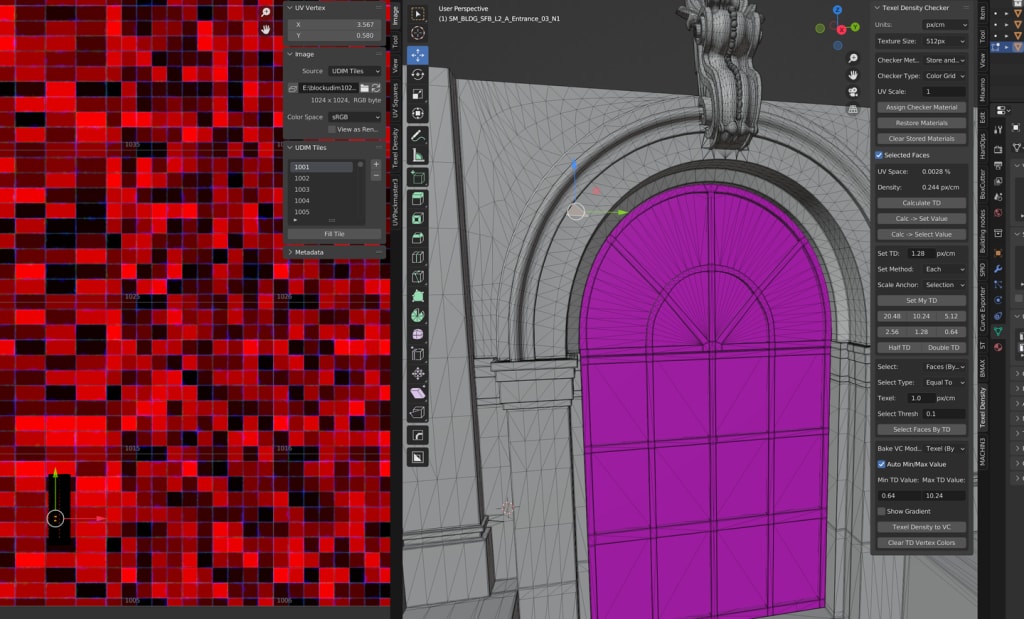 UV Vertex
X 3.567
Y 0.580
Image
Source UDIM Tiles
E:\blockudim102...
1024 x 1024, RGB byte
Color Space sRGB
View as Ren...
UDIM Tiles
1001
1002
1003
1004
1005
Fill Tile
Metadata
1025
1026
1015
1016
1005
1006
Image
Tool
View
UV Squares
Texel Density
UVPackmaster3
User Perspective
(1) SM_BLDG_SFB_L2_A_Entrance_03_N1
Z
X
Y
Texel Density Checker
Units: px/cm
Texture Size: 512px
Checker Met... Store and..
Checker Type: Color Grid
UV Scale: 1
Assign Checker Material
Restore Materials
Clear Stored Materials
Selected Faces
UV Space: 0.0028 %
Density: 0.244 px/cm
Calculate TD
Calc -> Set Value
Calc -> Select Value
Set TD: 1.28 px/cm
Set Method: Each
Scale Anchor: Selection
Set My TD
20.48 10.24 5.12
2.56 1.28 0.64
Half TD Double TD
Select: Faces (By...
Select Type: Equal To
Texel: 1.0 px/cm
Select Thresh 0.1
Select Faces By TD
Bake VC Mod... Texel (By
Auto Min/Max Value
Min TD Value: Max TD Value:
0.64 10.24
Show Gradient
Texel Density to VC
Clear TD Vertex Colors
Item
Tool
View
Mixamo
Edit
HardOps
BoxCutter
Building nodes
SPIO
Curve Exporter
ST
BMAX
Texel Density
MACHIN3